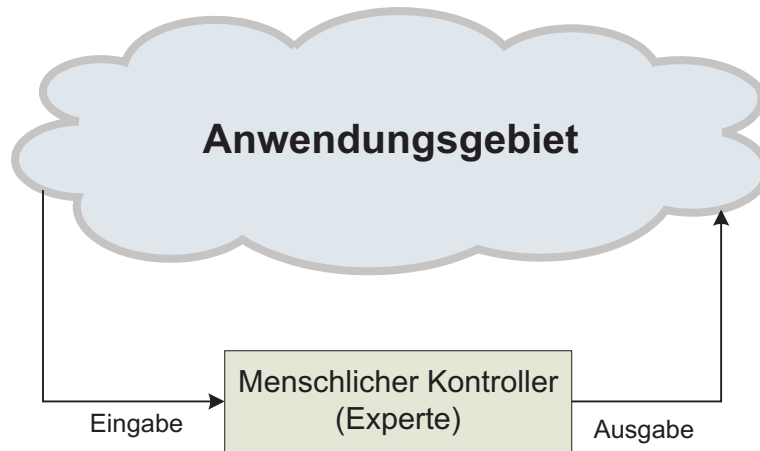 Anwendungsgebiet
Menschlicher Kontroller
(Experte)
Eingabe
Ausgabe